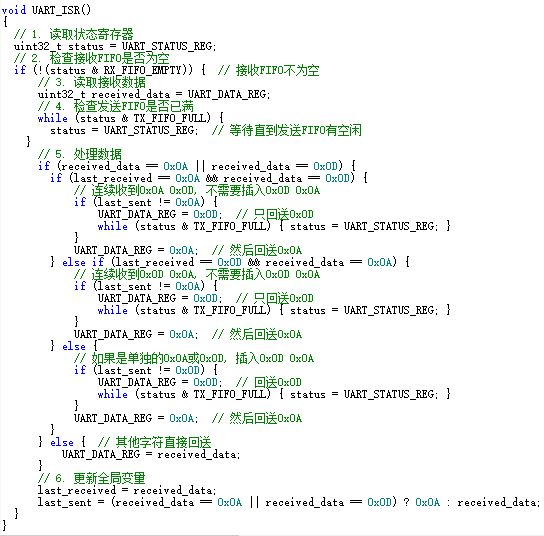 void UART_ISR()
{
  // 1. 读取状态寄存器
  uint32_t status = UART_STATUS_REG;
  // 2. 检查接收FIFO是否为空
  if (!(status & RX_FIFO_EMPTY)) {  // 接收FIFO不为空
      // 3. 读取接收数据
      uint32_t received_data = UART_DATA_REG;
      // 4. 检查发送FIFO是否已满
      while (status & TX_FIFO_FULL) {
        status = UART_STATUS_REG;  // 等待直到发送FIFO有空闲
    }
      // 5. 处理数据
      if (received_data == 0x0A || received_data == 0x0D) {
        if (last_received == 0x0A && received_data == 0x0D) {
            // 连续收到0x0A 0x0D, 不需要插入0x0D 0x0A
            if (last_sent != 0x0A) {
                UART_DATA_REG = 0x0D;  // 只回送0x0D
                while (status & TX_FIFO_FULL) { status = UART_STATUS_REG; }
            }
            UART_DATA_REG = 0x0A;  // 然后回送0x0A
        } else if (last_received == 0x0D && received_data == 0x0A) {
            // 连续收到0x0D 0x0A, 不需要插入0x0D 0x0A
            if (last_sent != 0x0A) {
                UART_DATA_REG = 0x0D;  // 只回送0x0D
                while (status & TX_FIFO_FULL) { status = UART_STATUS_REG; }
            }
            UART_DATA_REG = 0x0A;  // 然后回送0x0A
        } else {
            // 如果是单独的0x0A或0x0D, 插入0x0D 0x0A
            if (last_sent != 0x0D) {
                UART_DATA_REG = 0x0D;  // 回送0x0D
                while (status & TX_FIFO_FULL) { status = UART_STATUS_REG; }
            }
            UART_DATA_REG = 0x0A;  // 然后回送0x0A
        }
      } else {  // 其他字符直接回送
          UART_DATA_REG = received_data;
      }
      // 6. 更新全局变量
      last_received = received_data;
      last_sent = (received_data == 0x0A || received_data == 0x0D) ? 0x0A : received_data;
  }
}